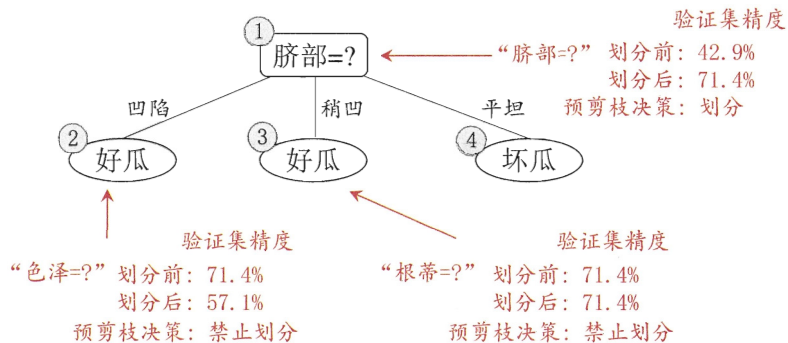 验证集精度
①
脐部=?
“脐部=?” 划分前: 42.9%
划分后: 71.4%
预剪枝决策: 划分
凹陷
稍凹
平坦
②
好瓜
③
好瓜
④
坏瓜
验证集精度
“色泽=?” 划分前: 71.4%
划分后: 57.1%
预剪枝决策: 禁止划分
验证集精度
“根蒂=?” 划分前: 71.4%
划分后: 71.4%
预剪枝决策: 禁止划分